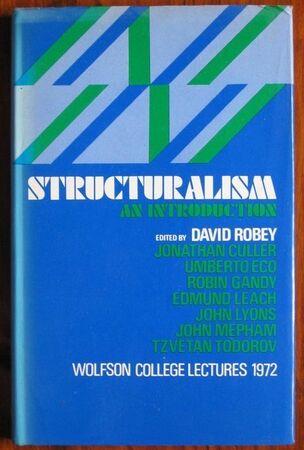 STRUCTURALISM
AN INTRODUCTION
EDITED BY DAVID ROBEY
JONATHAN CULLER
UMBERTO ECO
ROBIN GANDY
EDMUND LEACH
JOHN LYONS
JOHN MEPHAM
TZVETAN TODOROV
WOLFSON COLLEGE LECTURES 1972